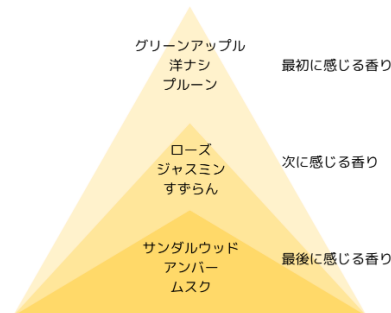 グリーンアップル
洋ナシ
プルーン
最初に感じる香り
ローズ
ジャスミン
すずらん
次に感じる香り
サンダルウッド
アンバー
ムスク
最後に感じる香り